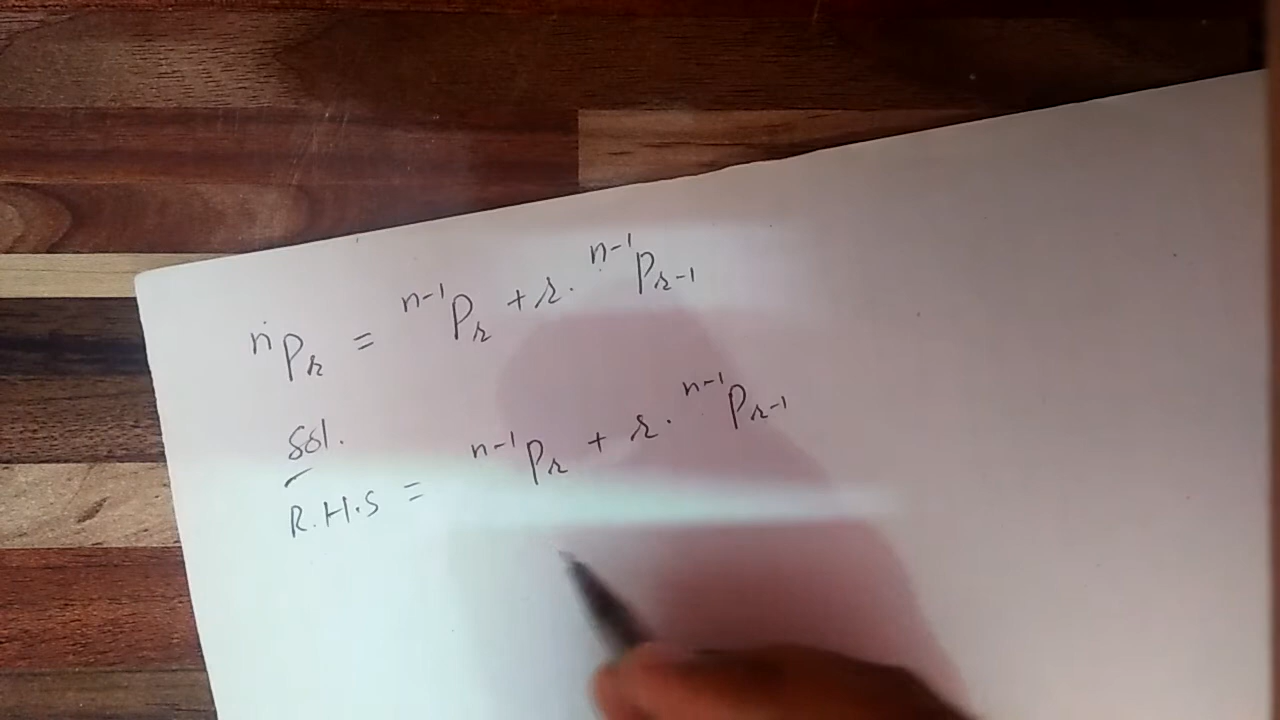 ⁿPᵣ = ⁿ⁻¹Pᵣ + r. ⁿ⁻¹Pᵣ₋₁
Sol.
R.H.S = ⁿ⁻¹Pᵣ + r. ⁿ⁻¹Pᵣ₋₁